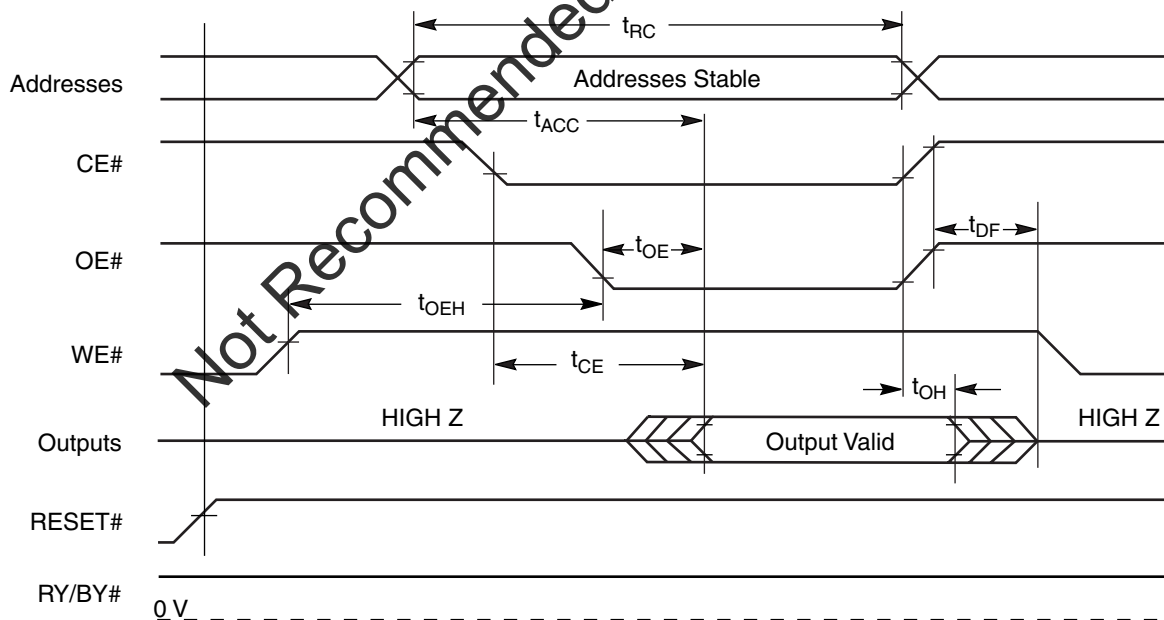 Not Recommended
tRC
Addresses
Addresses Stable
tACC
CE#
tDF
OE#
tOE
tOEH
WE#
tCE
tOH
HIGH Z
HIGH Z
Outputs
Output Valid
RESET#
RY/BY#
0 V